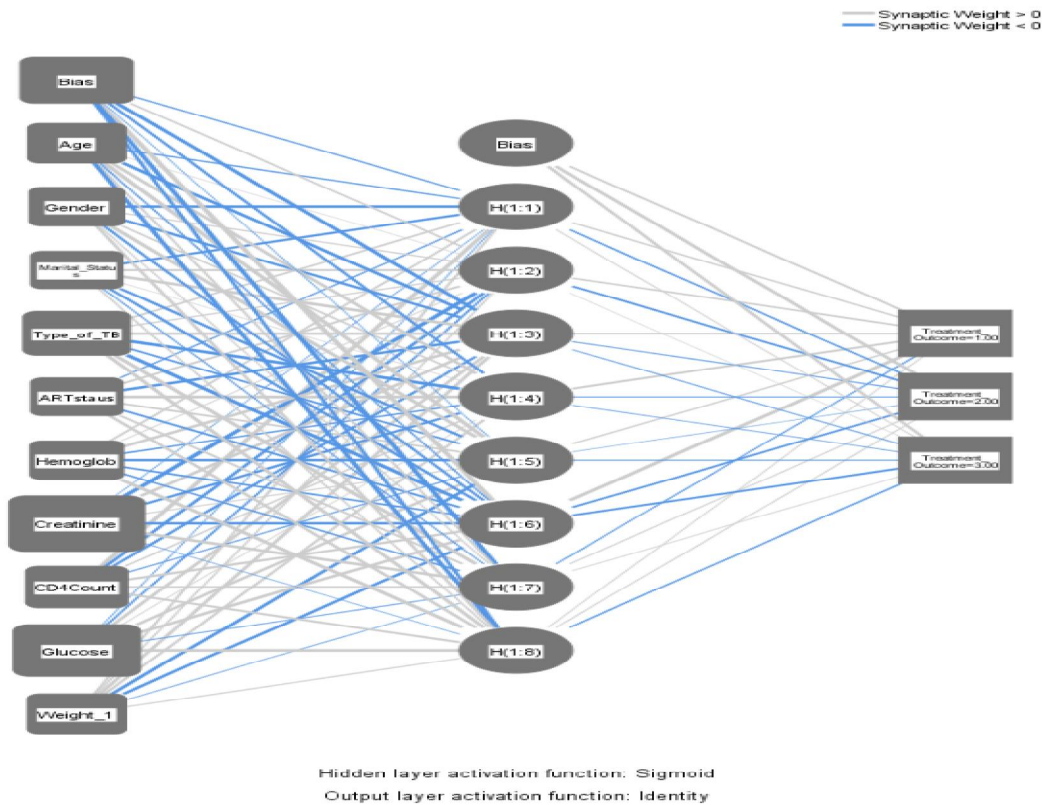 Synaptic Weight > 0
Synaptic Weight < 0
Bias
Age
Gender
Marital_Statu
s
Type_of_TB
ARTstaus
Hemoglob
Creatinine
CD4Count
Glucose
Weight_1
Bias
H(1:1)
H(1:2)
H(1:3)
H(1:4)
H(1:5)
H(1:6)
H(1:7)
H(1:8)
Treatment_
Outcome=1.00
Treatment_
Outcome=2.00
Treatment_
Outcome=3.00
Hidden layer activation function: Sigmoid
Output layer activation function: Identity